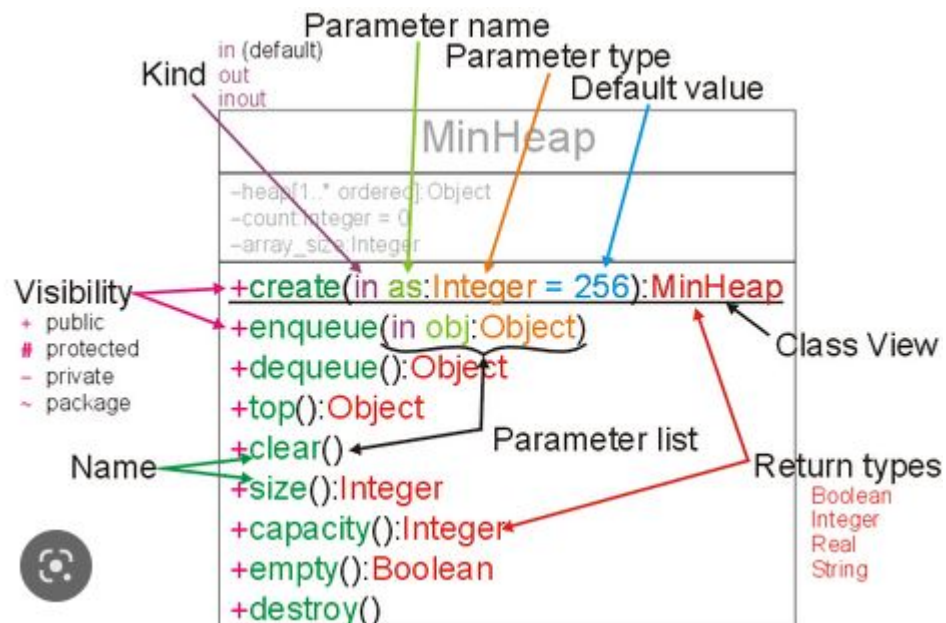 Parameter name
in (default)
out
inout
Kind
Parameter type
Default value
MinHeap
–heap[1..* ordered]:Object
–count:Integer = 0
–array_size:Integer
+create(in as:Integer = 256):MinHeap
Visibility
+ public
# protected
– private
~ package
+enqueue(in obj:Object)
Class View
+dequeue():Object
+top():Object
+clear()
Parameter list
Name
+size():Integer
Return types
Boolean
Integer
Real
String
+capacity():Integer
+empty():Boolean
+destroy()